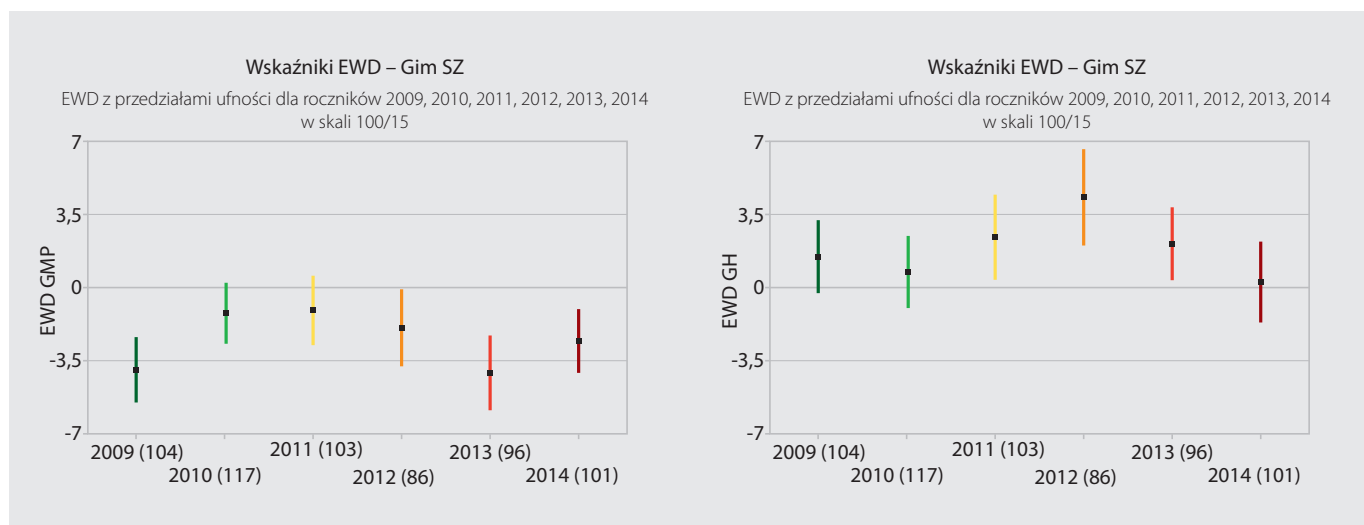 Wskaźniki EWD – Gim SZ
EWD z przedziałami ufności dla roczników 2009, 2010, 2011, 2012, 2013, 2014
w skali 100/15
7
3,5
0
-3,5
-7
EWD GMP
2009 (104)
2010 (117)
2011 (103)
2012 (86)
2013 (96)
2014 (101)
Wskaźniki EWD – Gim SZ
EWD z przedziałami ufności dla roczników 2009, 2010, 2011, 2012, 2013, 2014
w skali 100/15
7
3,5
0
-3,5
-7
EWD GH
2009 (104)
2010 (117)
2011 (103)
2012 (86)
2013 (96)
2014 (101)